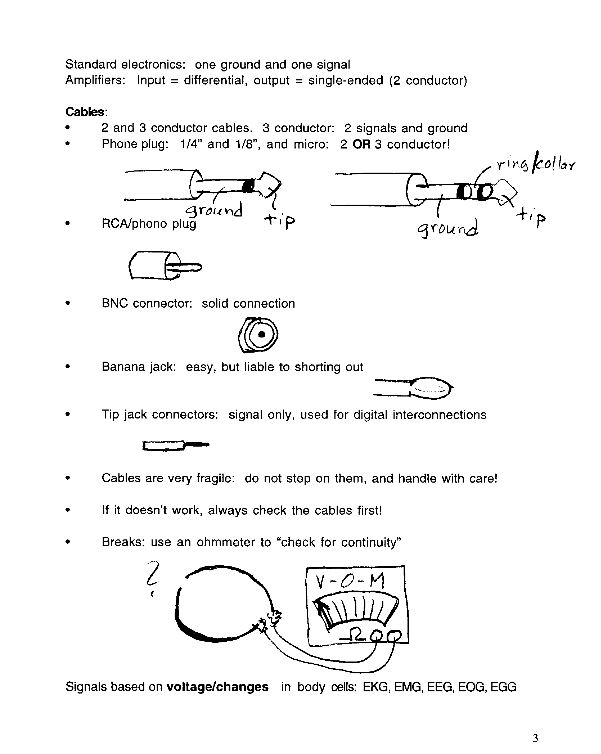 Standard electronics: one ground and one signal
Amplifiers: Input = differential, output = single-ended (2 conductor)
Cables:
• 2 and 3 conductor cables. 3 conductor: 2 signals and ground
• Phone plug: 1/4" and 1/8", and micro: 2 OR 3 conductor!
ring/collar
ground
tip
ground
tip
• RCA/phono plug
• BNC connector: solid connection
• Banana jack: easy, but liable to shorting out
• Tip jack connectors: signal only, used for digital interconnections
• Cables are very fragile: do not step on them, and handle with care!
• If it doesn't work, always check the cables first!
• Breaks: use an ohmmeter to "check for continuity"
?
V-O-M
Ω
Signals based on voltage/changes in body cells: EKG, EMG, EEG, EOG, EGG
3